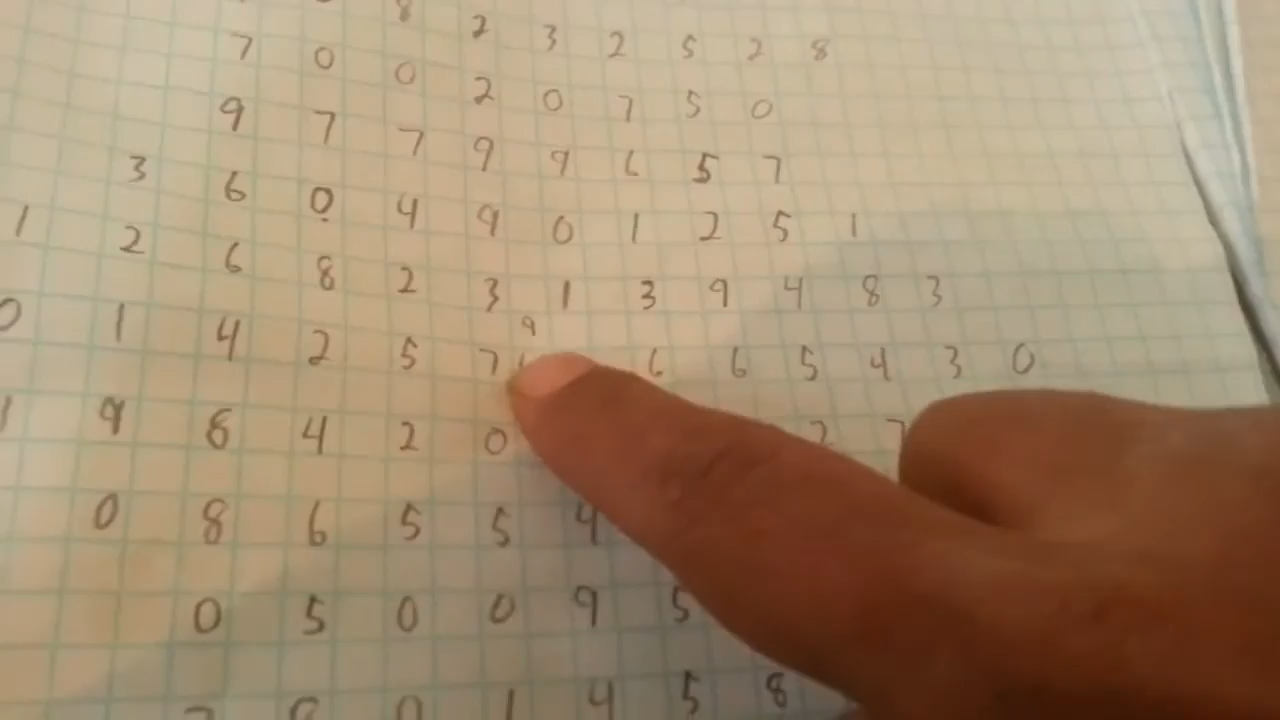 8 2 3 2 5 2 8
7 0 0 2 0 7 5 0
9 7 7 9 9 6 5 7
3 6 0 4 9 0 1 2 5 1
1 2 6 8 2 3 1 3 9 4 8 3
9
0 1 4 2 5 7 6 6 5 4 3 0
1 9 6 4 2 0 2 7
0 8 6 5 5 4
0 5 0 0 9 5
0 1 4 5 8